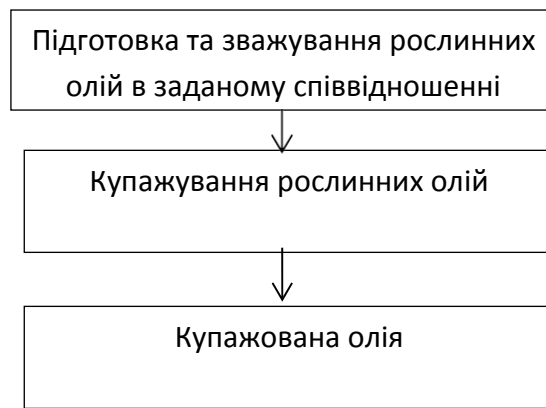 Підготовка та зважування рослинних
олій в заданому співвідношенні
Купажування рослинних олій
Купажована олія